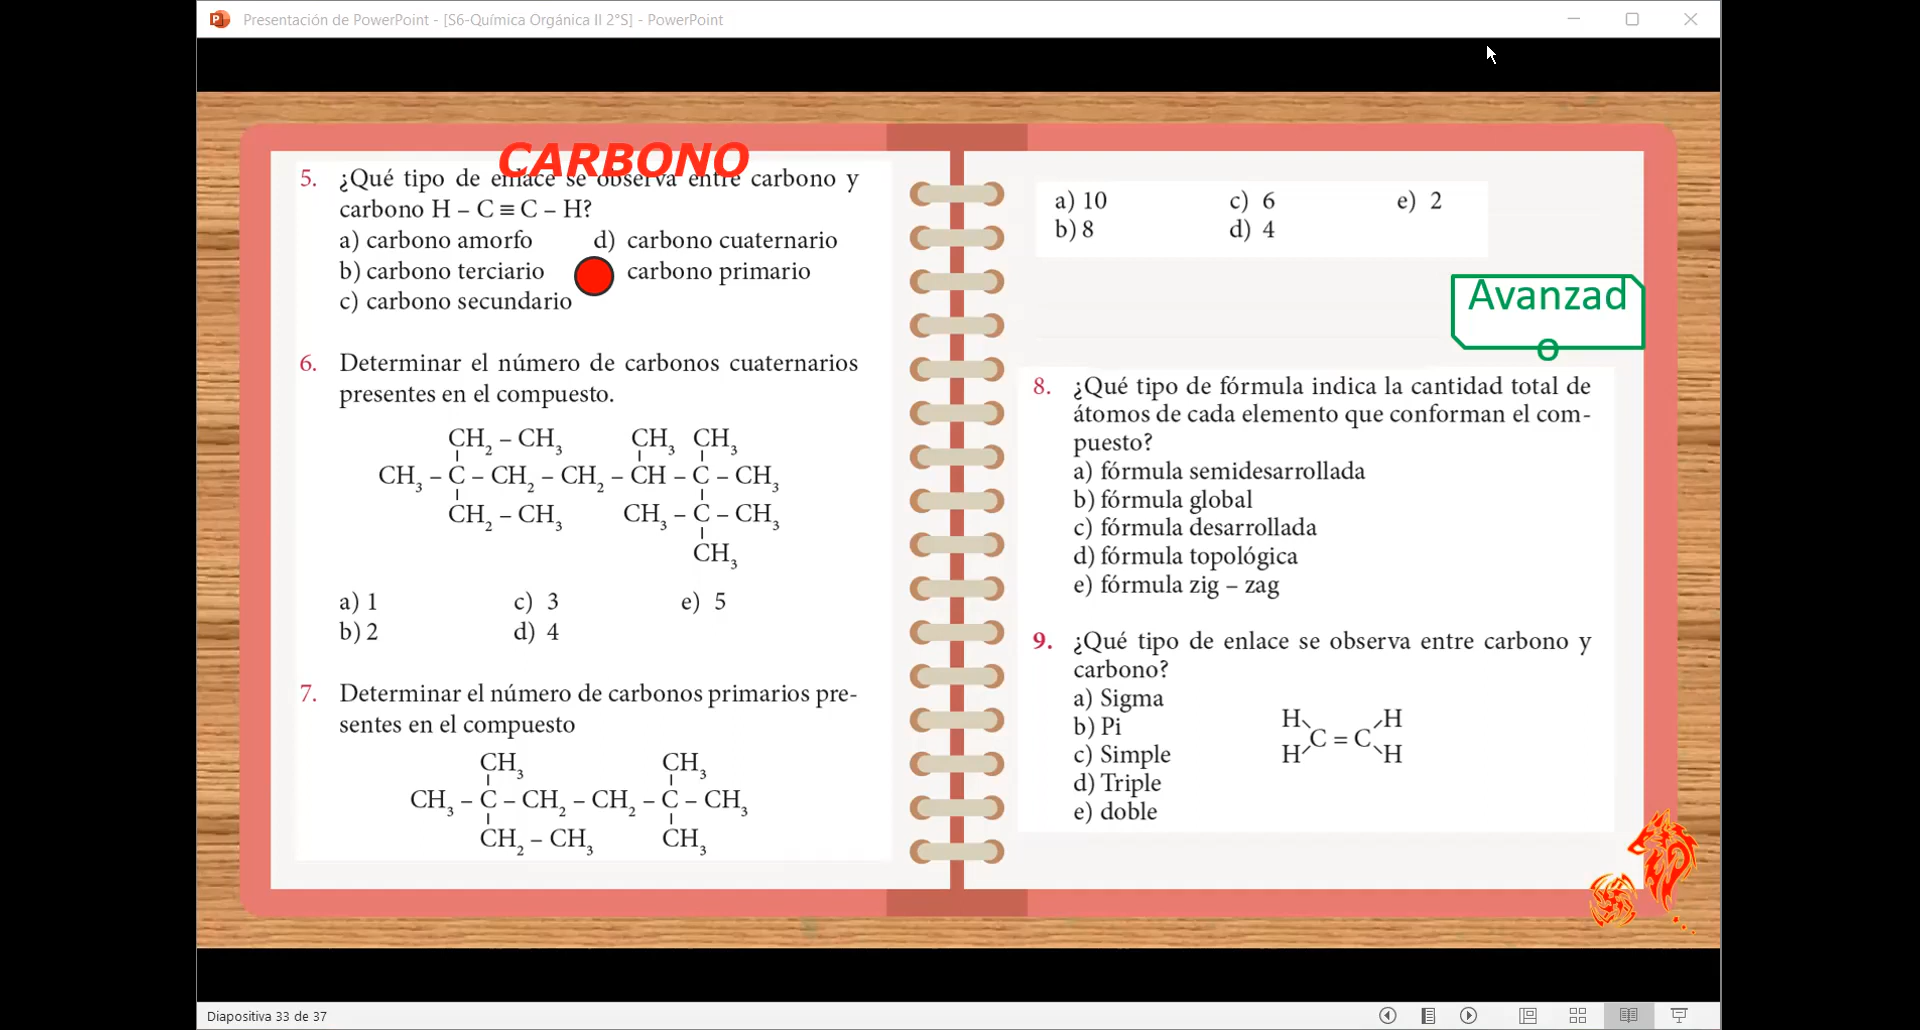 Presentación de PowerPoint - [S6-Química Orgánica II 2°S] - PowerPoint
CARBONO
5. ¿Qué tipo de enlace se observa entre carbono y
carbono H – C ≡ C – H?
a) carbono amorfo d) carbono cuaternario
b) carbono terciario carbono primario
c) carbono secundario
6. Determinar el número de carbonos cuaternarios
presentes en el compuesto.
CH₂ – CH₃ CH₃ CH₃
CH₃ – C – CH₂ – CH₂ – CH – C – CH₃
CH₂ – CH₃ CH₃ – C – CH₃
CH₃
a) 1 c) 3 e) 5
b) 2 d) 4
7. Determinar el número de carbonos primarios pre-
sentes en el compuesto
CH₃ CH₃
CH₃ – C – CH₂ – CH₂ – C – CH₃
CH₂ – CH₃ CH₃
a) 10 c) 6 e) 2
b) 8 d) 4
Avanzad
o
8. ¿Qué tipo de fórmula indica la cantidad total de
átomos de cada elemento que conforman el com-
puesto?
a) fórmula semidesarrollada
b) fórmula global
c) fórmula desarrollada
d) fórmula topológica
e) fórmula zig – zag
9. ¿Qué tipo de enlace se observa entre carbono y
carbono?
a) Sigma
b) Pi
c) Simple
d) Triple
e) doble
H H
C = C
H H
Diapositiva 33 de 37